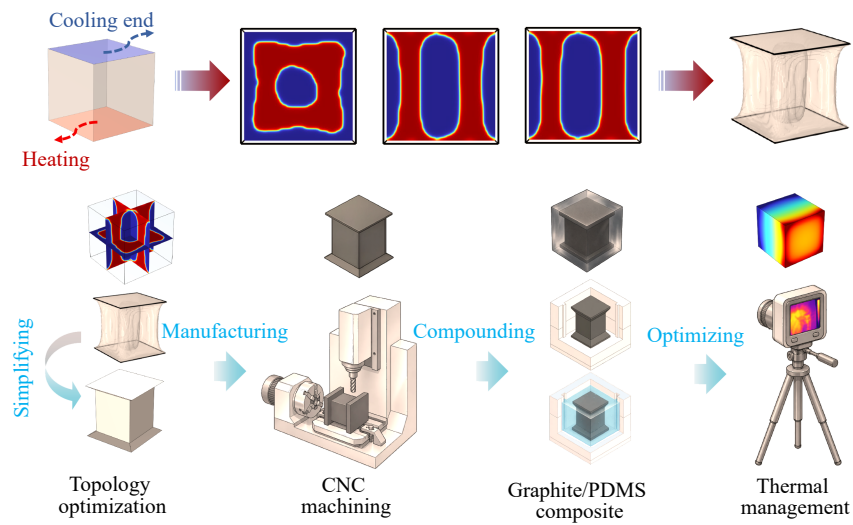 Cooling end
Heating
Simplifying
Manufacturing
Compounding
Optimizing
Topology
optimization
CNC
machining
Graphite/PDMS
composite
Thermal
management